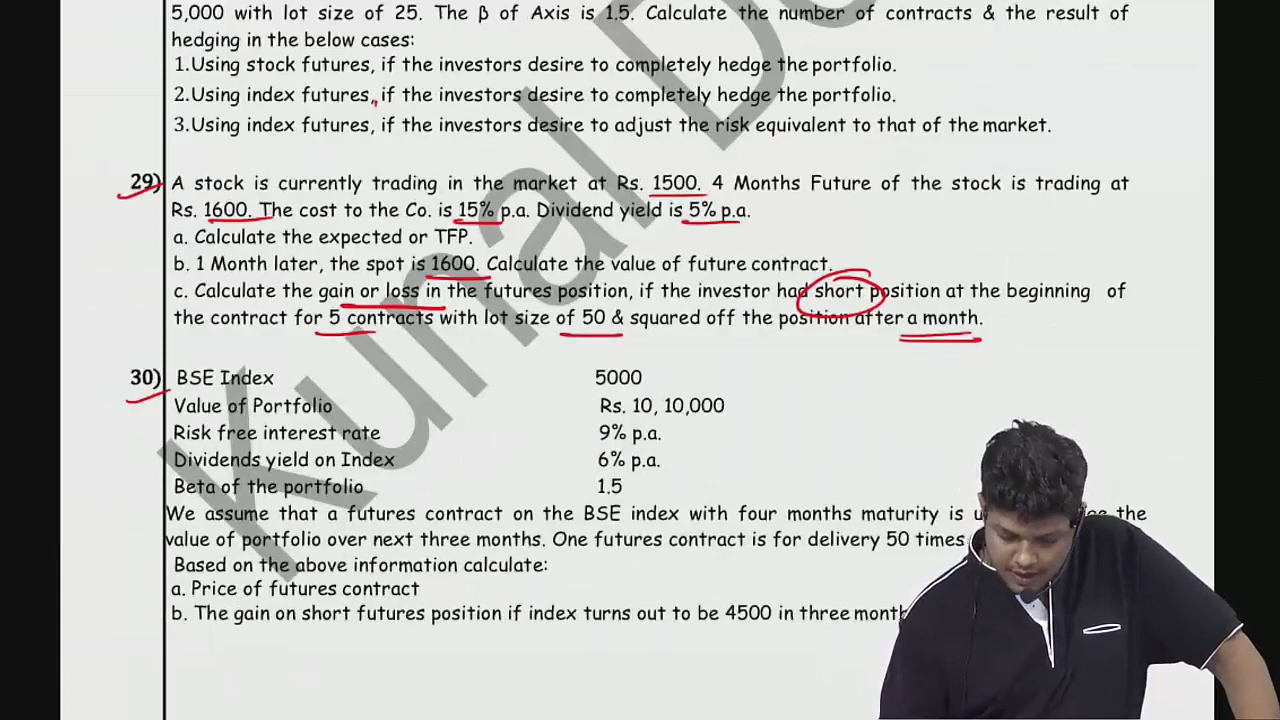 5,000 with lot size of 25. The β of Axis is 1.5. Calculate the number of contracts & the result of
hedging in the below cases:
1.Using stock futures, if the investors desire to completely hedge the portfolio.
2.Using index futures, if the investors desire to completely hedge the portfolio.
3.Using index futures, if the investors desire to adjust the risk equivalent to that of the market.
29) A stock is currently trading in the market at Rs. 1500. 4 Months Future of the stock is trading at
Rs. 1600. The cost to the Co. is 15% p.a. Dividend yield is 5% p.a.
a. Calculate the expected or TFP.
b. 1 Month later, the spot is 1600. Calculate the value of future contract.
c. Calculate the gain or loss in the futures position, if the investor had short position at the beginning of
the contract for 5 contracts with lot size of 50 & squared off the position after a month.
30) BSE Index 5000
Value of Portfolio Rs. 10, 10,000
Risk free interest rate 9% p.a.
Dividends yield on Index 6% p.a.
Beta of the portfolio 1.5
We assume that a futures contract on the BSE index with four months maturity is the
value of portfolio over next three months. One futures contract is for delivery 50 times
Based on the above information calculate:
a. Price of futures contract
b. The gain on short futures position if index turns out to be 4500 in three
Kunal